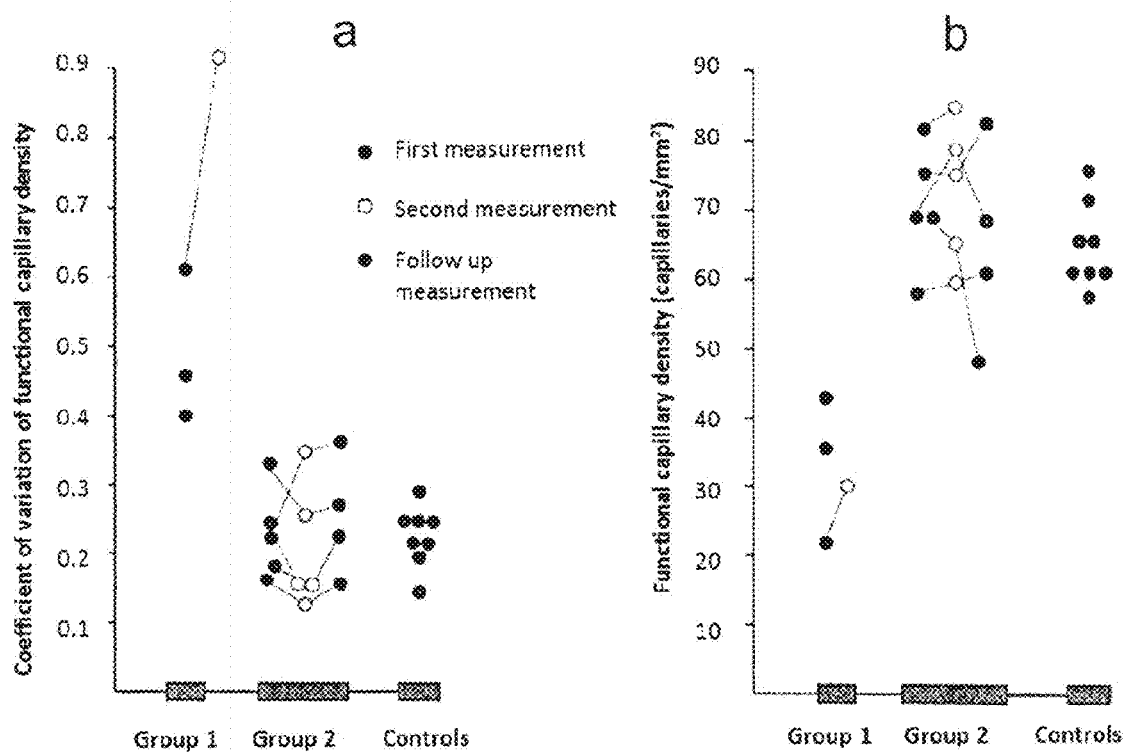 a
Coefficient of variation of functional capillary density
0.9
0.8
0.7
0.6
0.5
0.4
0.3
0.2
0.1
First measurement
Second measurement
Follow up
measurement
Group 1
Group 2
Controls
b
Functional capillary density [capillaries/mm²]
90
80
70
60
50
40
30
20
10
Group 1
Group 2
Controls